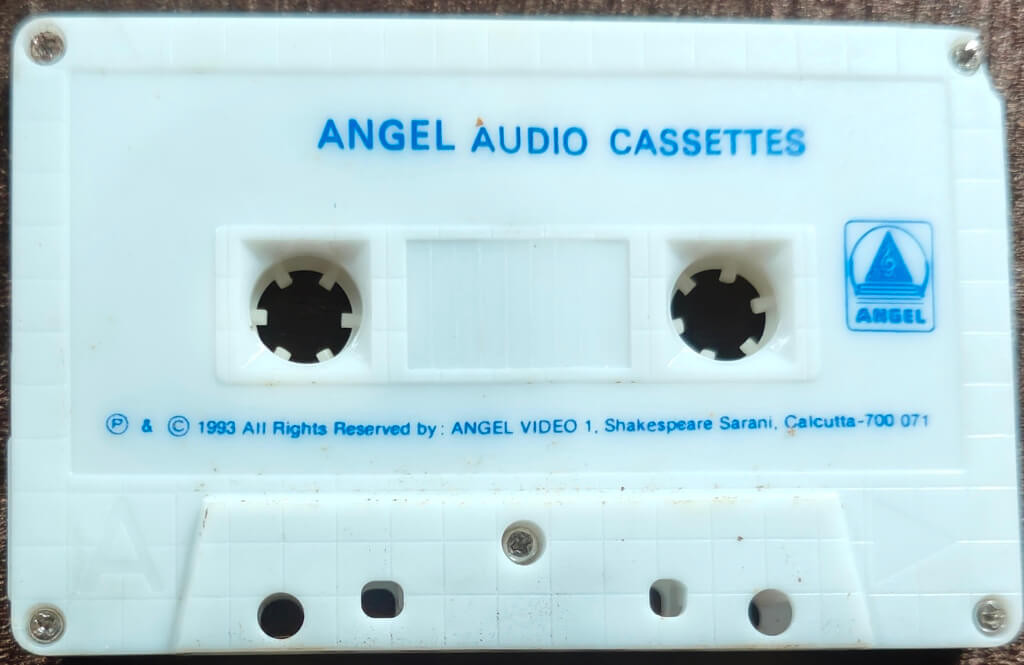 ANGEL AUDIO CASSETTES
ANGEL
Ⓟ & © 1993 All Rights Reserved by : ANGEL VIDEO 1, Shakespeare Sarani, Calcutta-700 071
A